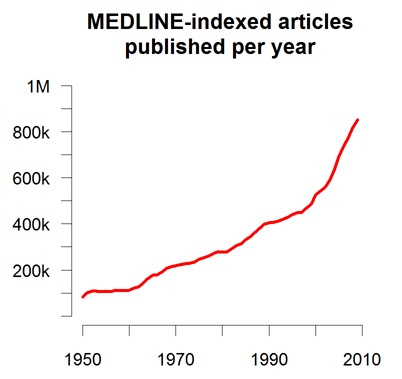 MEDLINE-indexed articles
published per year
1M
800k
600k
400k
200k
1950 1970 1990 2010